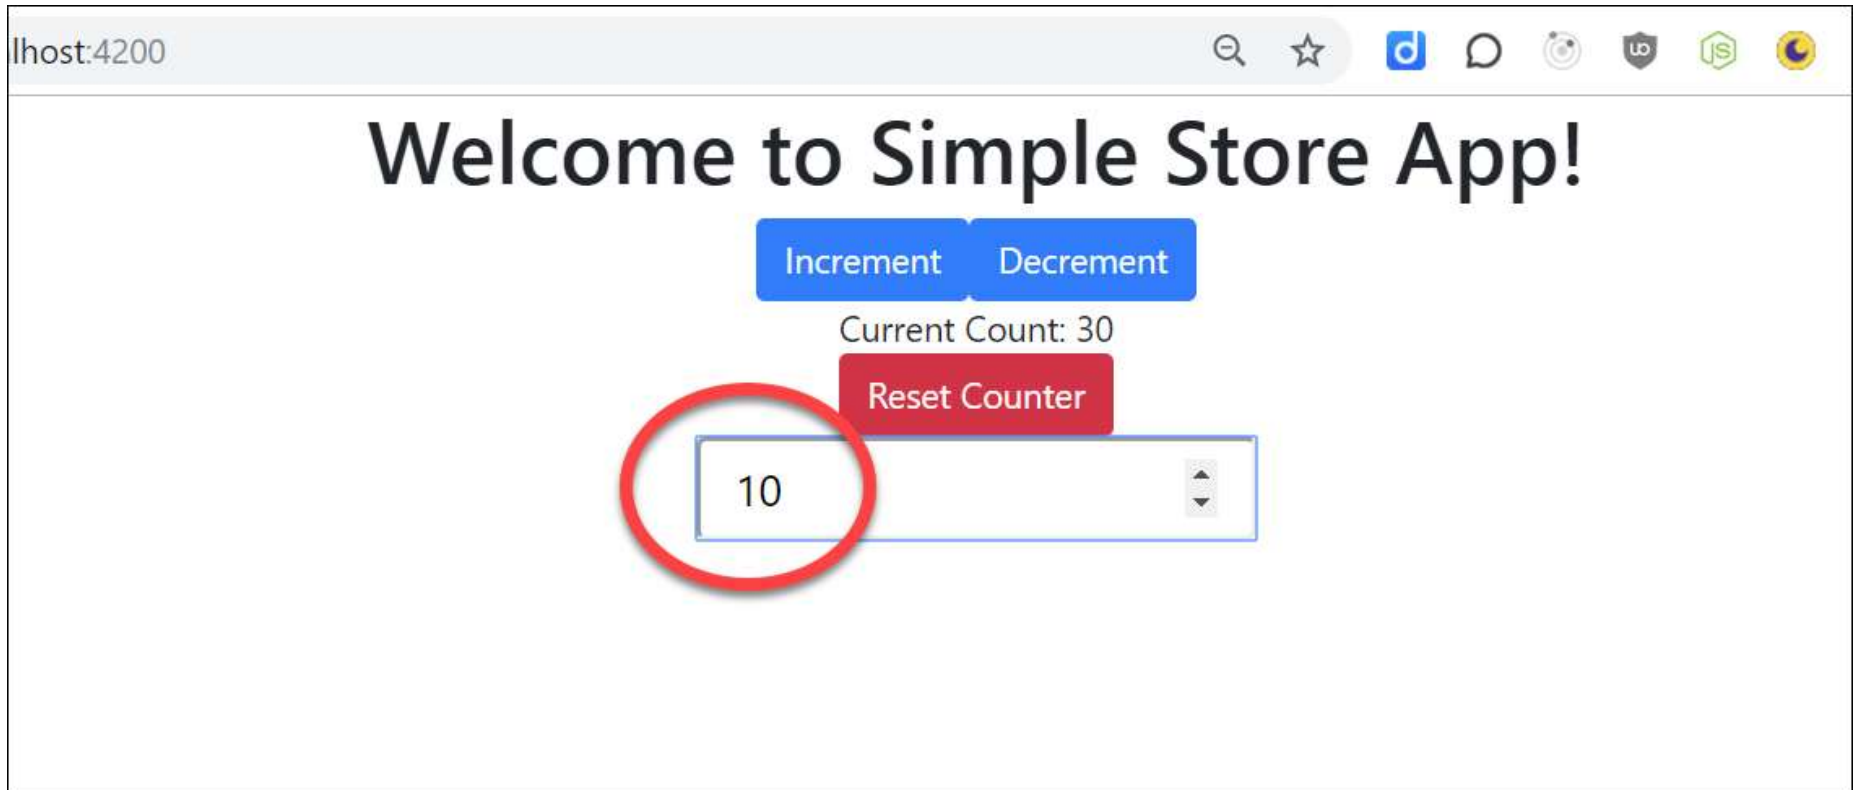 lhost:4200
Welcome to Simple Store App!
Increment Decrement
Current Count: 30
Reset Counter
10